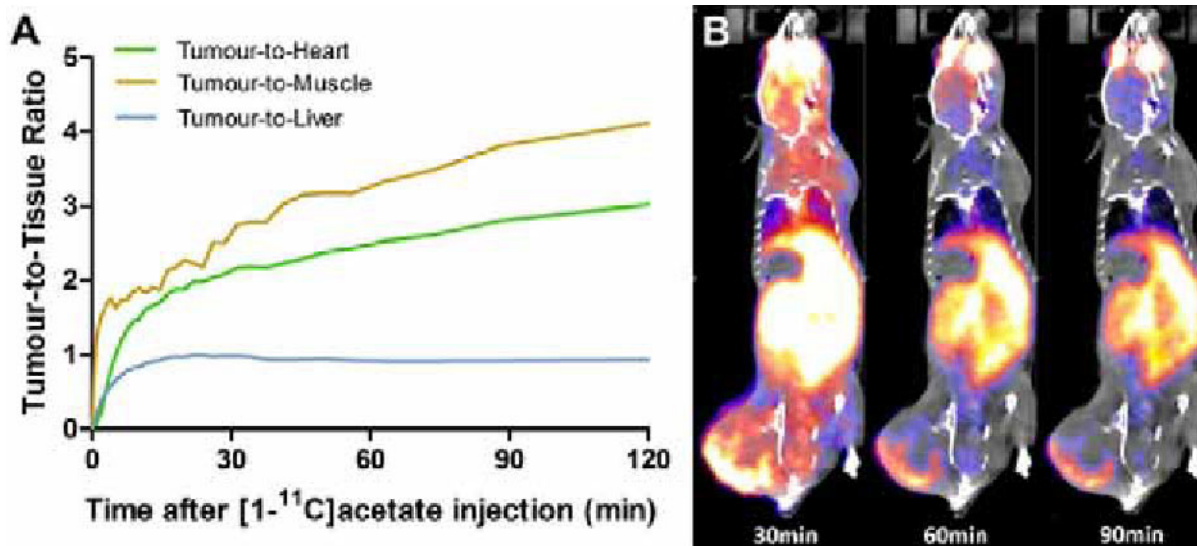 A
Tumour-to-Heart
Tumour-to-Muscle
Tumour-to-Liver
Tumour-to-Tissue Ratio
5
4
3
2
1
0
0 30 60 90 120
Time after [1-¹¹C]acetate injection (min)
B
30min 60min 90min